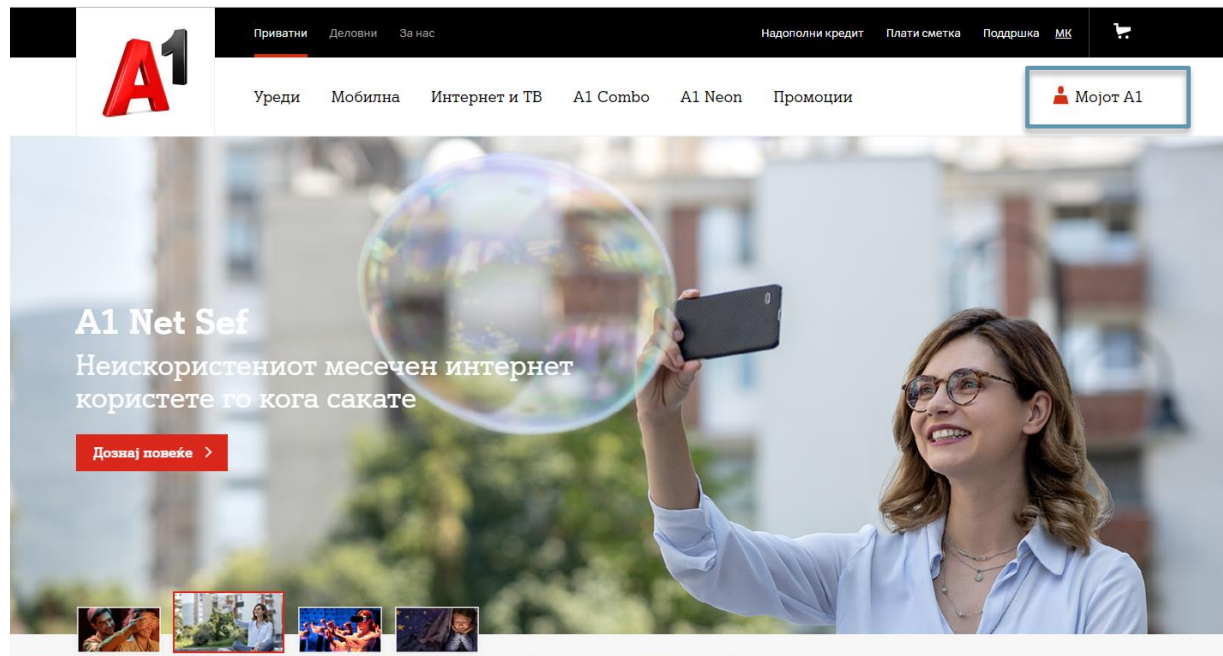 A1
Приватни Деловни За нас Надополни кредит Плати сметка Поддршка МК
Уреди Мобилна Интернет и ТВ A1 Combo A1 Neon Промоции Мојот A1
A1 Net Sef
Неискористениот месечен интернет
користете го кога сакате
Дознај повеќе >